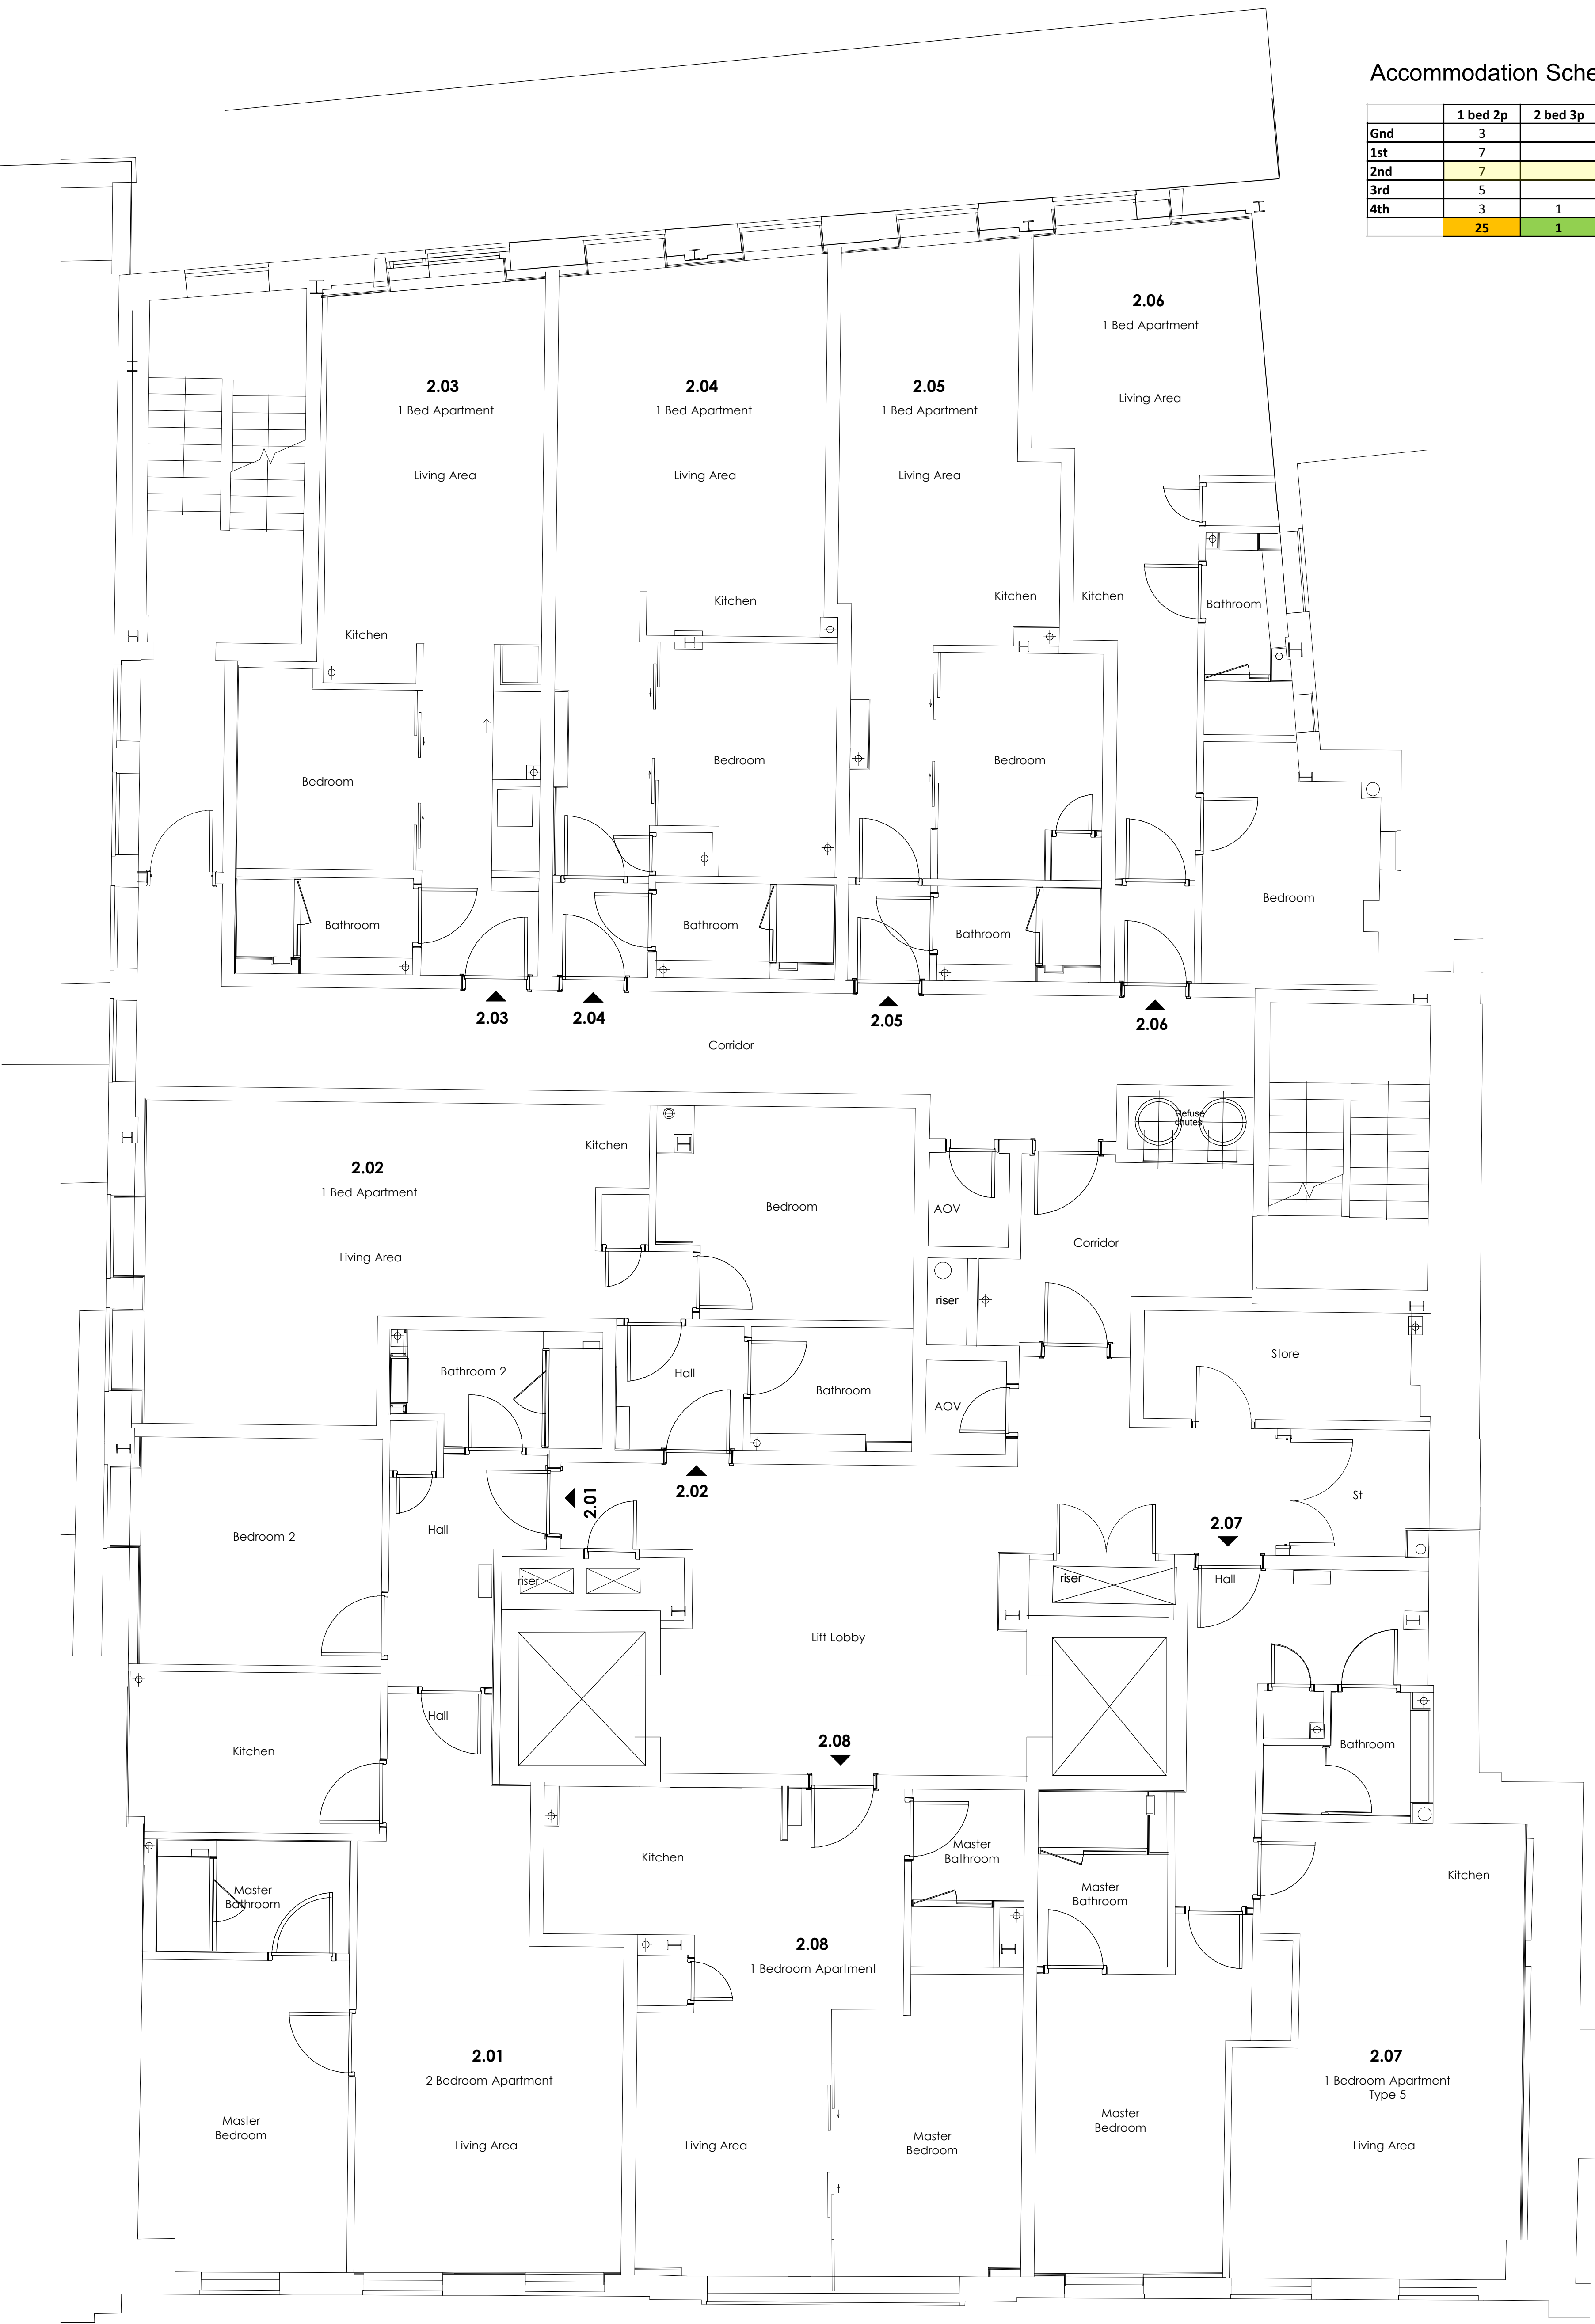 Accommodation Sche
1 bed 2p 2 bed 3p
Gnd 3
1st 7
2nd 7
3rd 5
4th 3 1
25 1
2.06
1 Bed Apartment
Living Area
2.03
1 Bed Apartment
Living Area
2.04
1 Bed Apartment
Living Area
2.05
1 Bed Apartment
Living Area
Kitchen
Kitchen
Kitchen
Kitchen
Bathroom
Bedroom
Bedroom
Bedroom
Bedroom
Bathroom
Bathroom
Bathroom
2.03
2.04
2.05
2.06
Corridor
Refuse
chutes
Kitchen
2.02
1 Bed Apartment
Living Area
Bedroom
AOV
Corridor
riser
Store
Bathroom 2
Hall
Bathroom
AOV
2.02
2.01
St
Bedroom 2
Hall
2.07
riser
riser
Hall
Lift Lobby
Hall
Kitchen
2.08
Bathroom
Master
Bathroom
Kitchen
Master
Bathroom
Master
Bathroom
Kitchen
2.08
1 Bedroom Apartment
2.01
2 Bedroom Apartment
2.07
1 Bedroom Apartment
Type 5
Master
Bedroom
Living Area
Living Area
Master
Bedroom
Master
Bedroom
Living Area